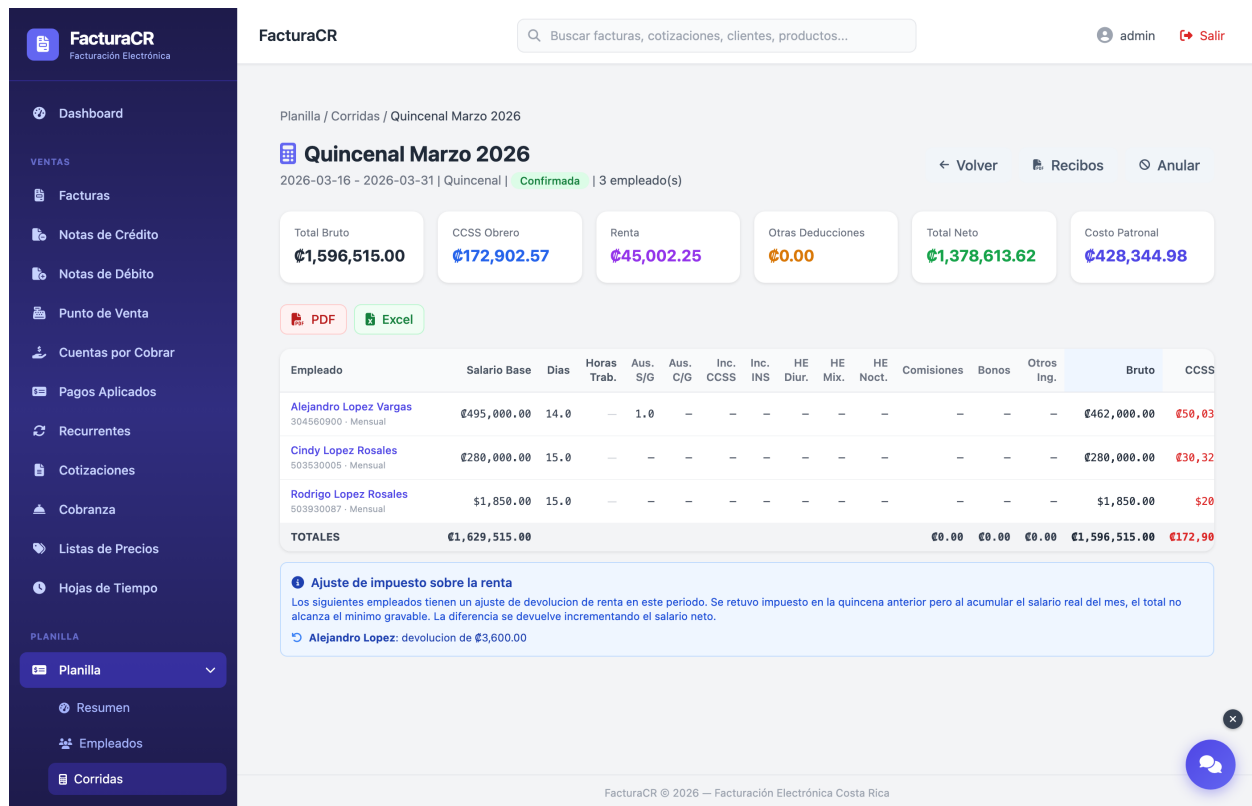 FacturaCR
Facturación Electrónica
Dashboard
VENTAS
Facturas
Notas de Crédito
Notas de Débito
Punto de Venta
Cuentas por Cobrar
Pagos Aplicados
Recurrentes
Cotizaciones
Cobranza
Listas de Precios
Hojas de Tiempo
PLANILLA
Planilla
Resumen
Empleados
Corridas
FacturaCR
Buscar facturas, cotizaciones, clientes, productos...
admin
Salir
Planilla / Corridas / Quincenal Marzo 2026
Quincenal Marzo 2026
2026-03-16 - 2026-03-31 | Quincenal | Confirmada | 3 empleado(s)
← Volver
Recibos
Anular
Total Bruto
₡1,596,515.00
CCSS Obrero
₡172,902.57
Renta
₡45,002.25
Otras Deducciones
₡0.00
Total Neto
₡1,378,613.62
Costo Patronal
₡428,344.98
PDF
Excel
Empleado Salario Base Dias Horas Trab. Aus. S/G Aus. C/G Inc. CCSS Inc. INS HE Diur. HE Mix. HE Noct. Comisiones Bonos Otros Ing. Bruto CCSS
Alejandro Lopez Vargas ₡495,000.00 14.0 — 1.0 — — — — — — — — — ₡462,000.00 ₡50,03
304560900 · Mensual
Cindy Lopez Rosales ₡280,000.00 15.0 — — — — — — — — — — — ₡280,000.00 ₡30,32
503530005 · Mensual
Rodrigo Lopez Rosales $1,850.00 15.0 — — — — — — — — — — — $1,850.00 $20
503930087 · Mensual
TOTALES ₡1,629,515.00 ₡0.00 ₡0.00 ₡0.00 ₡1,596,515.00 ₡172,90
Ajuste de impuesto sobre la renta
Los siguientes empleados tienen un ajuste de devolucion de renta en este periodo. Se retuvo impuesto en la quincena anterior pero al acumular el salario real del mes, el total no
alcanza el minimo gravable. La diferencia se devuelve incrementando el salario neto.
Alejandro Lopez: devolucion de ₡3,600.00
FacturaCR © 2026 — Facturación Electrónica Costa Rica